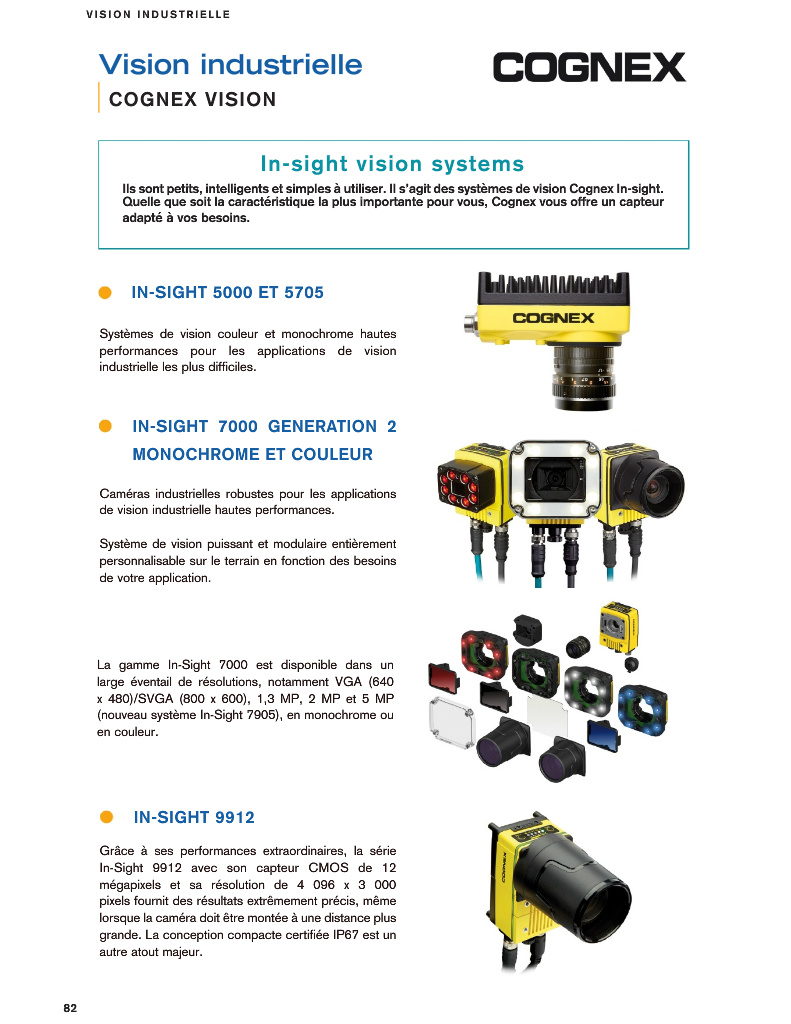 VISION INDUSTRIELLE
Vision industrielle
COGNEX
COGNEX VISION
In-sight vision systems
Ils sont petits, intelligents et simples à utiliser. Il s'agit des systèmes de vision Cognex In-sight.
Quelle que soit la caractéristique la plus importante pour vous, Cognex vous offre un capteur
adapté à vos besoins.
IN-SIGHT 5000 ET 5705
Systèmes de vision couleur et monochrome hautes
performances pour les applications de vision
industrielle les plus difficiles.
COGNEX
IN-SIGHT 7000 GENERATION 2
MONOCHROME ET COULEUR
Caméras industrielles robustes pour les applications
de vision industrielle hautes performances.
Système de vision puissant et modulaire entièrement
personnalisable sur le terrain en fonction des besoins
de votre application.
La gamme In-Sight 7000 est disponible dans un
large éventail de résolutions, notamment VGA (640
x 480)/SVGA (800 x 600), 1,3 MP, 2 MP et 5 MP
(nouveau système In-Sight 7905), en monochrome ou
en couleur.
IN-SIGHT 9912
Grâce à ses performances extraordinaires, la série
In-Sight 9912 avec son capteur CMOS de 12
mégapixels et sa résolution de 4 096 x 3 000
pixels fournit des résultats extrêmement précis, même
lorsque la caméra doit être montée à une distance plus
grande. La conception compacte certifiée IP67 est un
autre atout majeur.
COGNEX
82